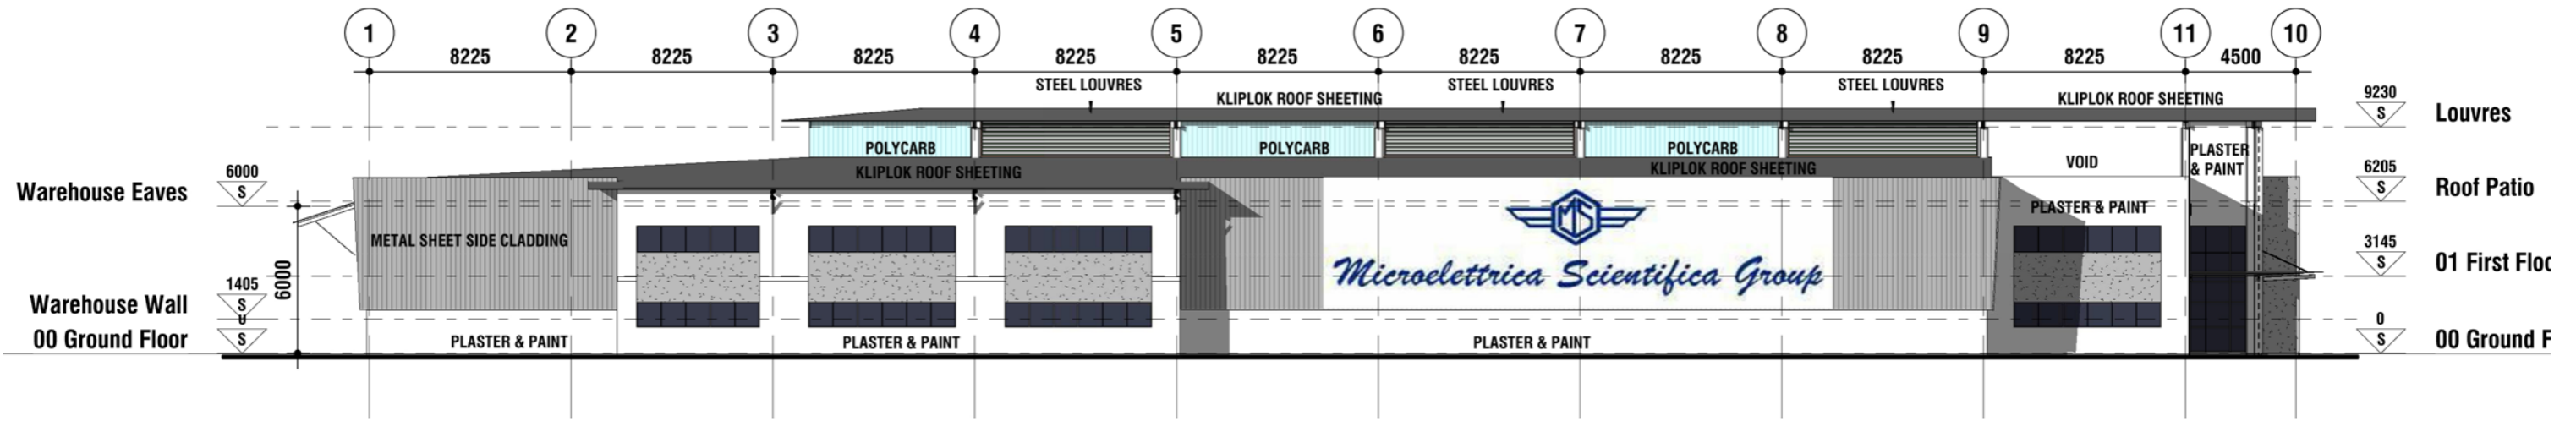 1 2 3 4 5 6 7 8 9 11 10
8225 8225 8225 8225 8225 8225 8225 8225 8225 4500
STEEL LOUVRES STEEL LOUVRES STEEL LOUVRES
KLIPLOK ROOF SHEETING KLIPLOK ROOF SHEETING
9230
S
Louvres
POLYCARB POLYCARB POLYCARB
PLASTER
& PAINT
VOID
KLIPLOK ROOF SHEETING KLIPLOK ROOF SHEETING
6000
S
Warehouse Eaves
6205
S
Roof Patio
MS
PLASTER & PAINT
METAL SHEET SIDE CLADDING
Microelettrica Scientifica Group
3145
S
01 First Floo
6000
1405
S
Warehouse Wall
0
S
00 Ground Floor
0
S
00 Ground F
PLASTER & PAINT PLASTER & PAINT PLASTER & PAINT